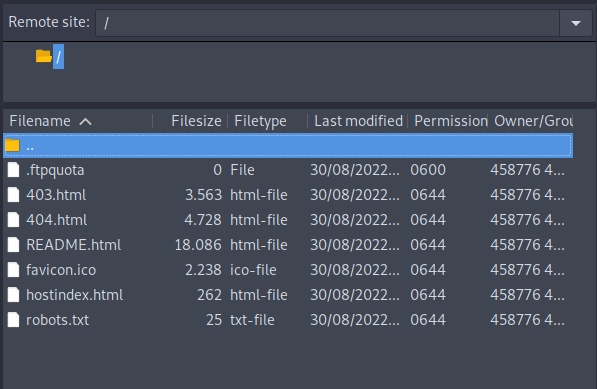 Remote site: /
/
Filename Filesize Filetype Last modified Permission Owner/Grou
..
.ftpquota 0 File 30/08/2022... 0600 458776 4...
403.html 3.563 html-file 30/08/2022... 0644 458776 4...
404.html 4.728 html-file 30/08/2022... 0644 458776 4...
README.html 18.086 html-file 30/08/2022... 0644 458776 4...
favicon.ico 2.238 ico-file 30/08/2022... 0644 458776 4...
hostindex.html 262 html-file 30/08/2022... 0644 458776 4...
robots.txt 25 txt-file 30/08/2022... 0644 458776 4...